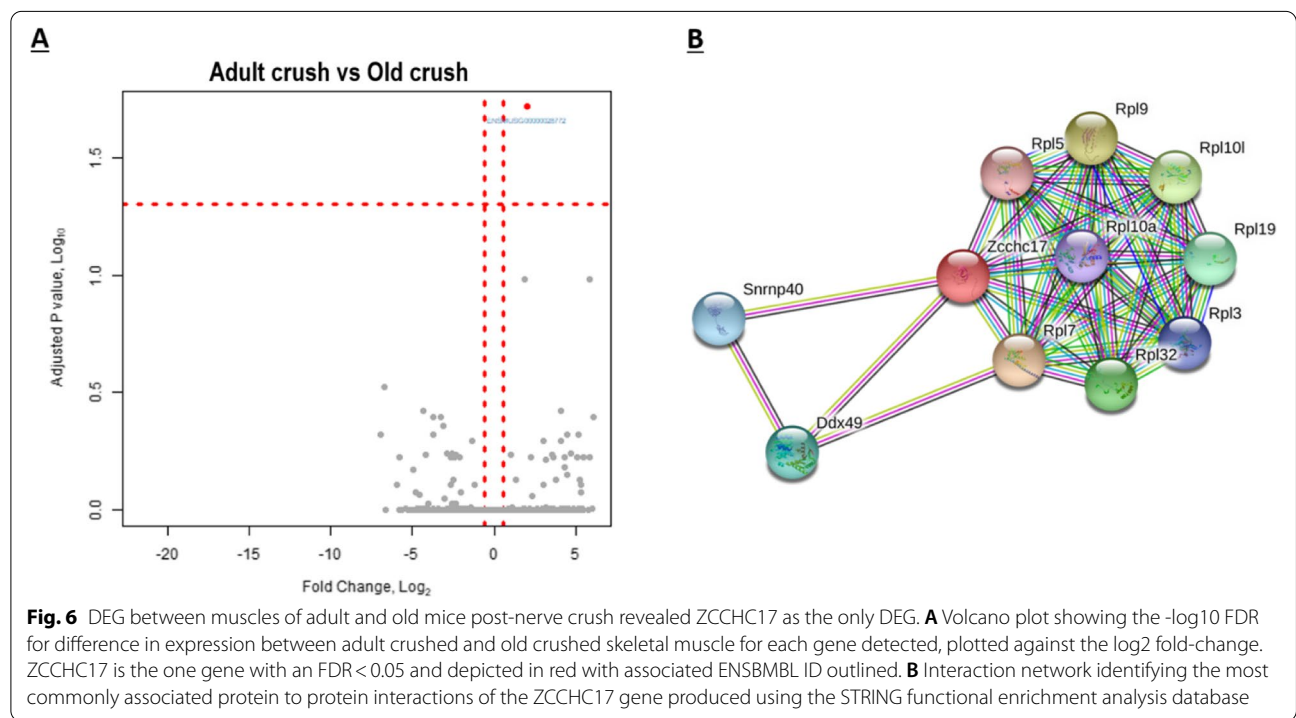 A
B
Adult crush vs Old crush
Adjusted P value, Log10
1.5
1.0
0.5
0.0
-20 -15 -10 -5 0 5
Fold Change, Log2
Rpl9
Rpl5
Rpl10l
Rpl10a
Rpl19
Zcchc17
Snrnp40
Rpl3
Rpl7
Rpl32
Ddx49
Fig. 6 DEG between muscles of adult and old mice post-nerve crush revealed ZCCHC17 as the only DEG. A Volcano plot showing the -log10 FDR
for difference in expression between adult crushed and old crushed skeletal muscle for each gene detected, plotted against the log2 fold-change.
ZCCHC17 is the one gene with an FDR < 0.05 and depicted in red with associated ENSBMBL ID outlined. B Interaction network identifying the most
commonly associated protein to protein interactions of the ZCCHC17 gene produced using the STRING functional enrichment analysis database